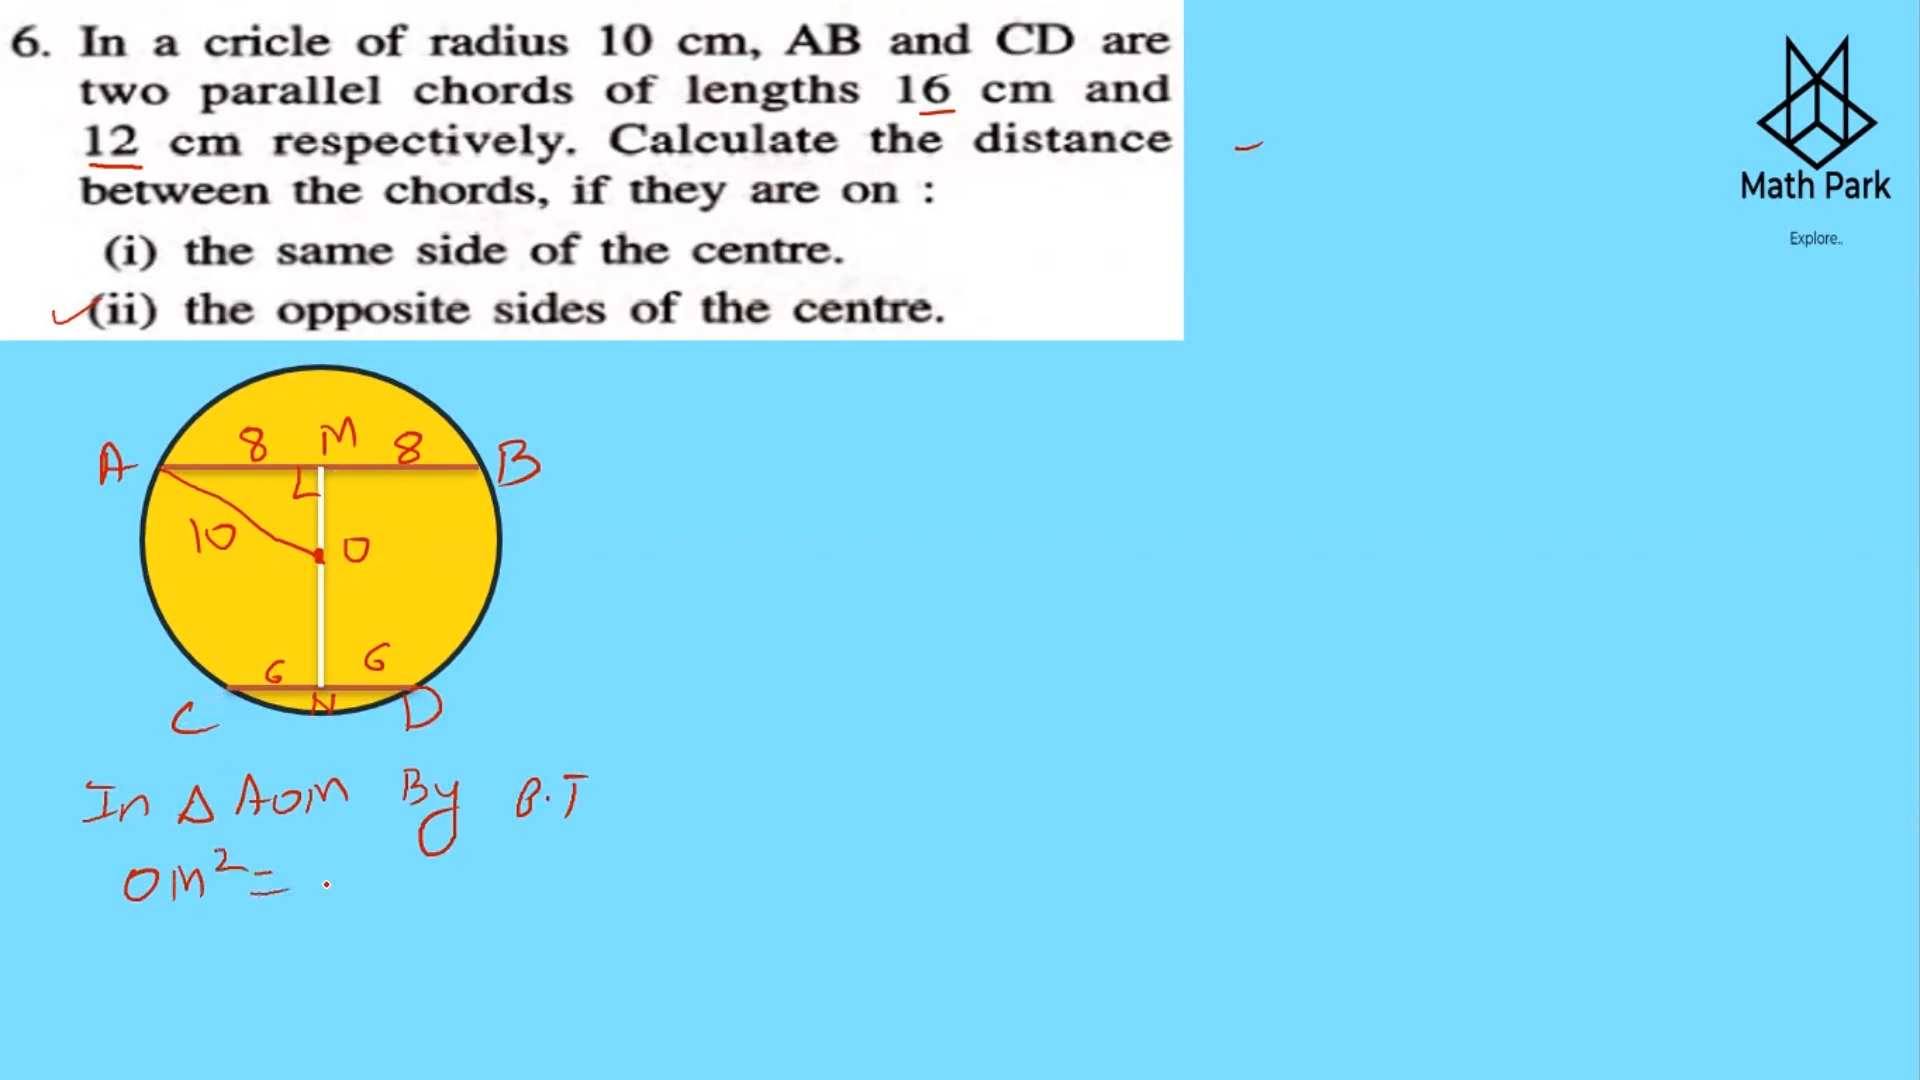 6. In a cricle of radius 10 cm, AB and CD are
two parallel chords of lengths 16 cm and
12 cm respectively. Calculate the distance
between the chords, if they are on :
(i) the same side of the centre.
(ii) the opposite sides of the centre.
Math Park
Explore..
8 M 8
A B
10 O
6 6
C N D
In Δ AOM By P.T
OM²=